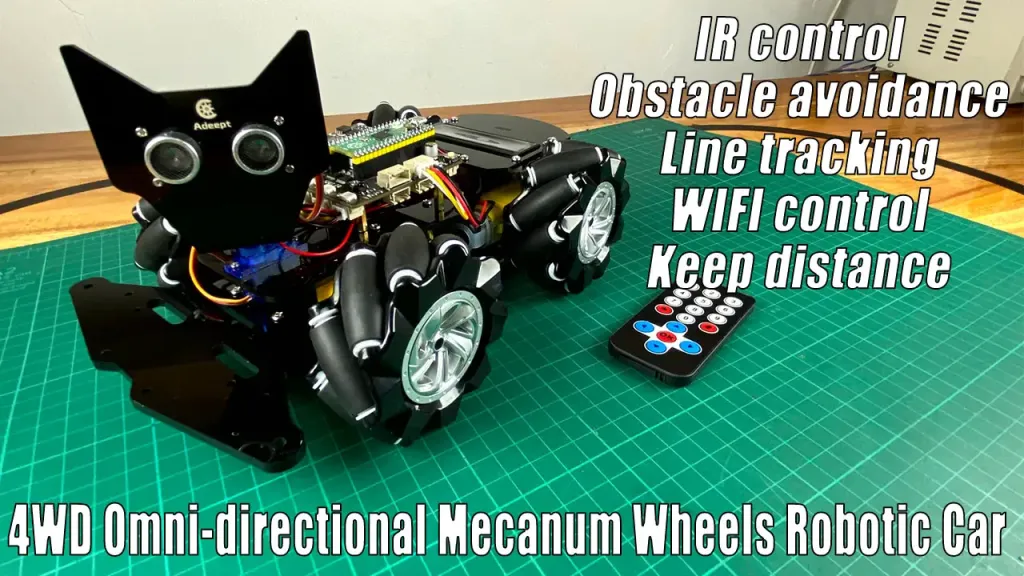 IR control
Obstacle avoidance
Line tracking
WIFI control
Keep distance
Adeept
4WD Omni-directional Mecanum Wheels Robotic Car